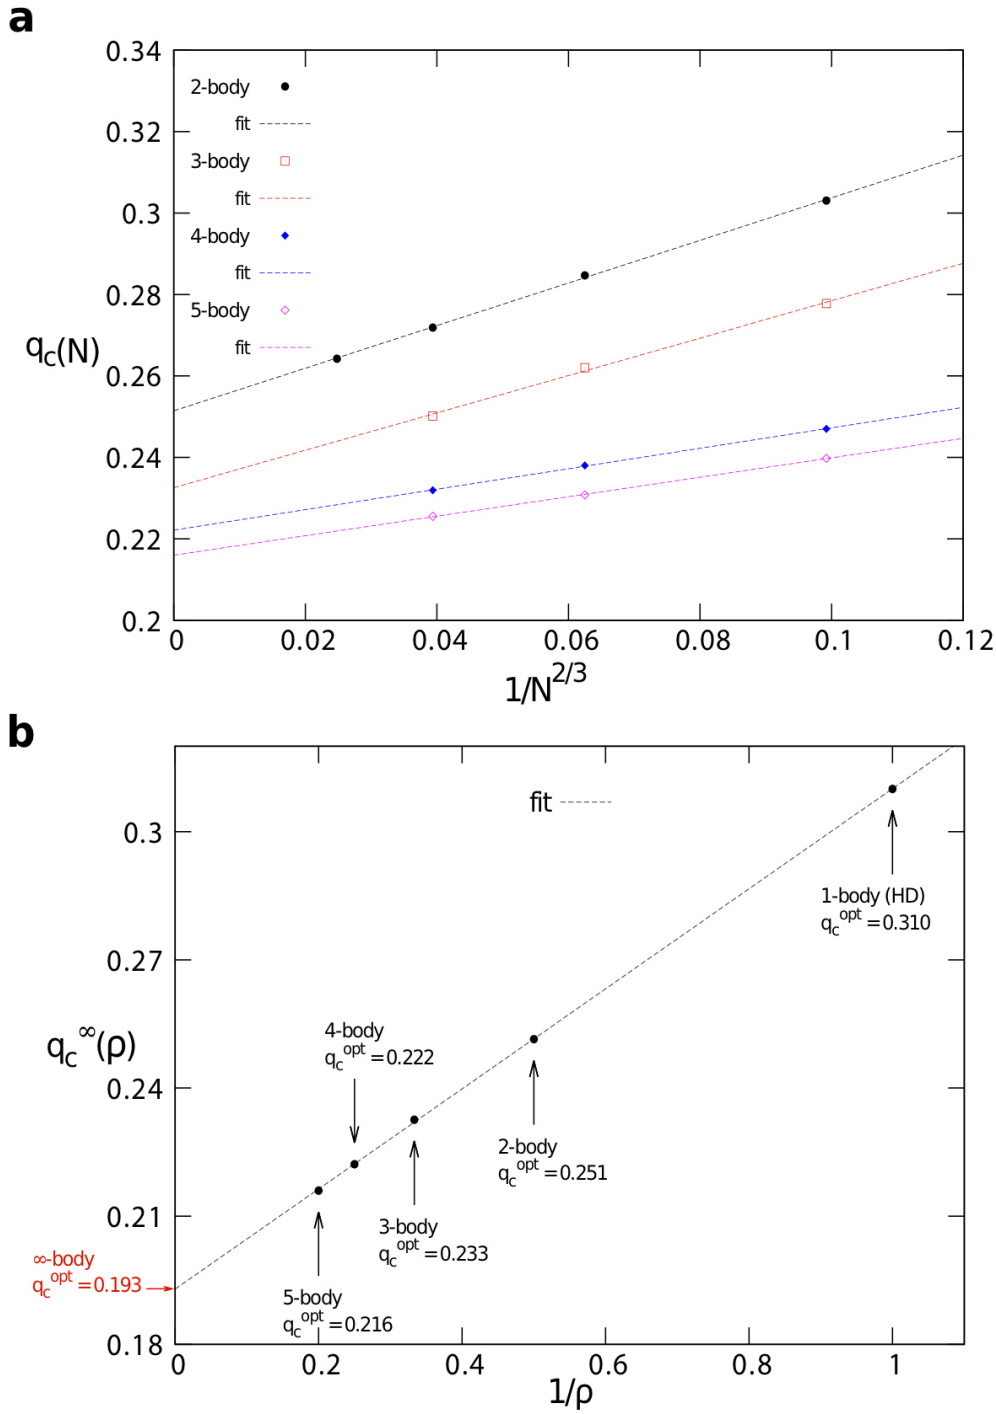 a
0.34
0.32
0.3
0.28
0.26
0.24
0.22
0.2
q_c(N)
2-body
fit
3-body
fit
4-body
fit
5-body
fit
0 0.02 0.04 0.06 0.08 0.1 0.12
1/N^2/3
b
0.3
0.27
0.24
0.21
0.18
q_c^∞(ρ)
fit
1-body (HD)
q_c^opt=0.310
4-body
q_c^opt=0.222
2-body
q_c^opt=0.251
3-body
q_c^opt=0.233
∞-body
q_c^opt=0.193
5-body
q_c^opt=0.216
0 0.2 0.4 0.6 0.8 1
1/ρ